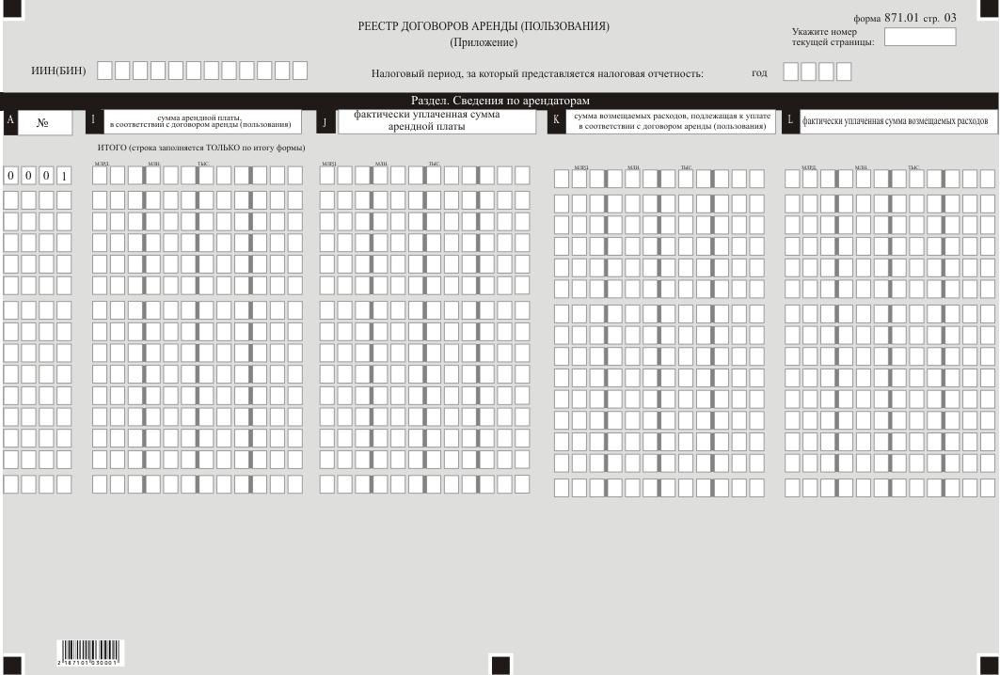 форма 871.01 стр. 03
РЕЕСТР ДОГОВОРОВ АРЕНДЫ (ПОЛЬЗОВАНИЯ)
(Приложение)
Укажите номер
текущей страницы:
ИИН(БИН)
Налоговый период, за который представляется налоговая отчетность:
год
Раздел. Сведения по арендаторам
A
№
I
сумма арендной платы,
в соответствии с договором аренды (пользования)
J
фактически уплаченная сумма
арендной платы
K
сумма возмещаемых расходов, подлежащая к уплате
в соответствии с договором аренды (пользования)
L
фактически уплаченная сумма возмещаемых расходов
ИТОГО (строка заполняется ТОЛЬКО по итогу формы)
МЛРД. МЛН. ТЫС. МЛРД. МЛН. ТЫС. МЛРД. МЛН. ТЫС. МЛРД. МЛН. ТЫС.
0 0 0 1
2 187101 030001